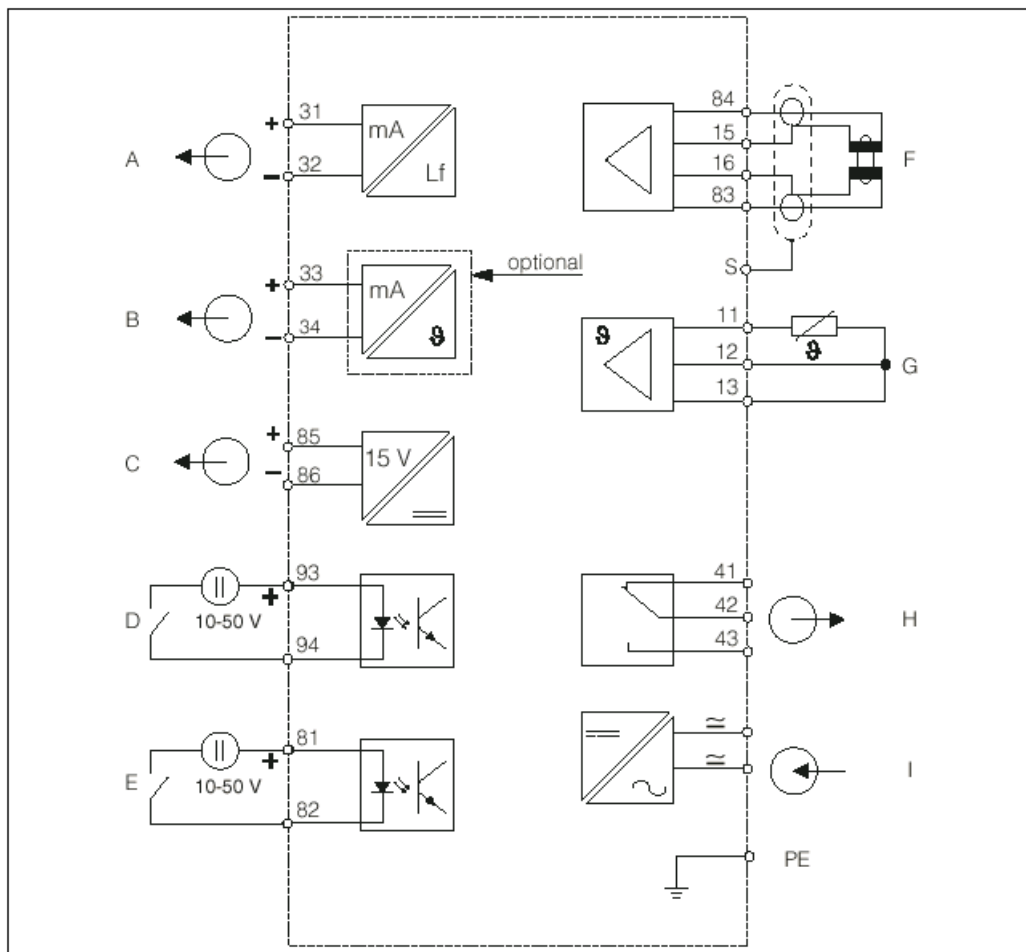 A
+
31
mA
Lf
−
32
B
+
33
mA
ϑ
−
34
optional
C
+
85
15 V
−
86
D
10-50 V
93
+
94
E
10-50 V
81
+
82
84
15
16
83
F
S
ϑ
11
ϑ
12
13
G
41
42
43
H
≃
≃
I
PE